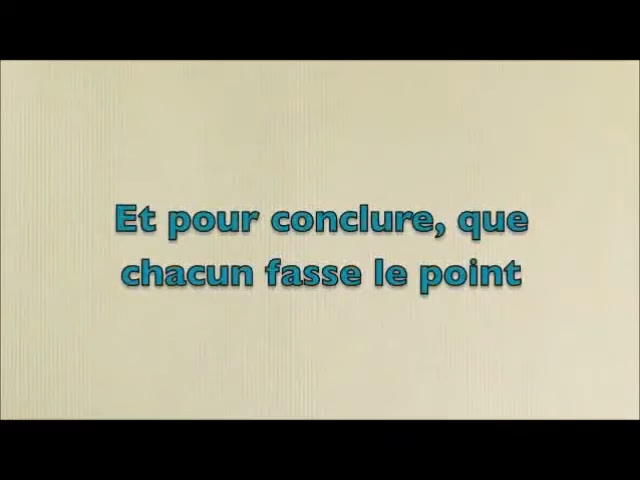 Et pour conclure, que
chacun fasse le point